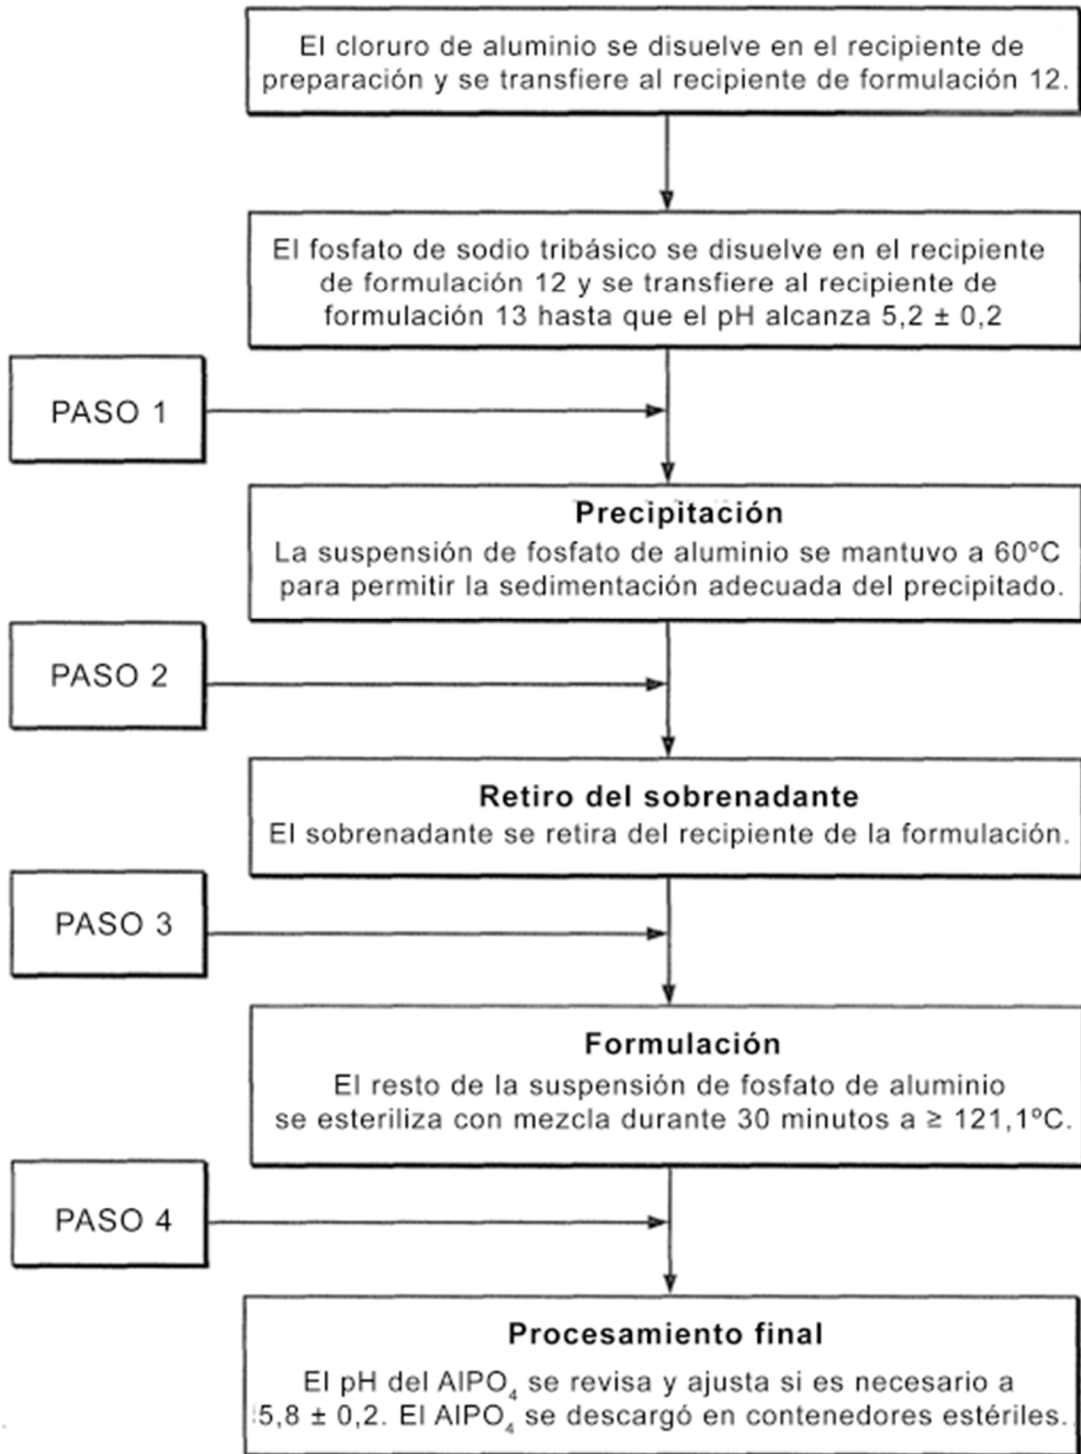 El cloruro de aluminio se disuelve en el recipiente de
preparación y se transfiere al recipiente de formulación 12.
El fosfato de sodio tribásico se disuelve en el recipiente
de formulación 12 y se transfiere al recipiente de
formulación 13 hasta que el pH alcanza 5,2 ± 0,2
PASO 1
Precipitación
La suspensión de fosfato de aluminio se mantuvo a 60ºC
para permitir la sedimentación adecuada del precipitado.
PASO 2
Retiro del sobrenadante
El sobrenadante se retira del recipiente de la formulación.
PASO 3
Formulación
El resto de la suspensión de fosfato de aluminio
se esteriliza con mezcla durante 30 minutos a ≥ 121,1ºC.
PASO 4
Procesamiento final
El pH del AlPO₄ se revisa y ajusta si es necesario a
5,8 ± 0,2. El AlPO₄ se descargó en contenedores estériles.